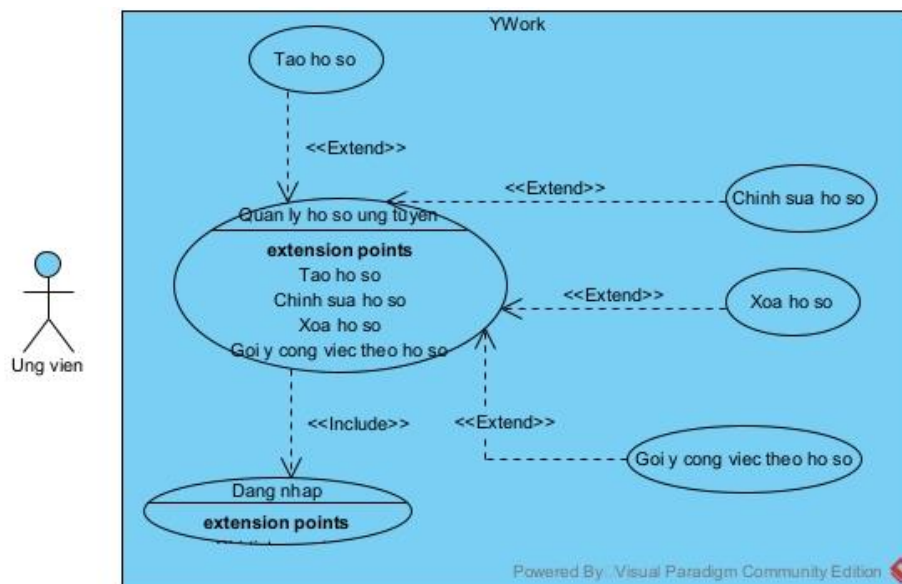 YWork
Tao ho so
<<Extend>>
<<Extend>>
Chinh sua ho so
Quan ly ho so ung tuyen
extension points
Tao ho so
Chinh sua ho so
Xoa ho so
Goi y cong viec theo ho so
<<Extend>>
Xoa ho so
Ung vien
<<Include>>
<<Extend>>
Goi y cong viec theo ho so
Dang nhap
extension points
Powered By Visual Paradigm Community Edition